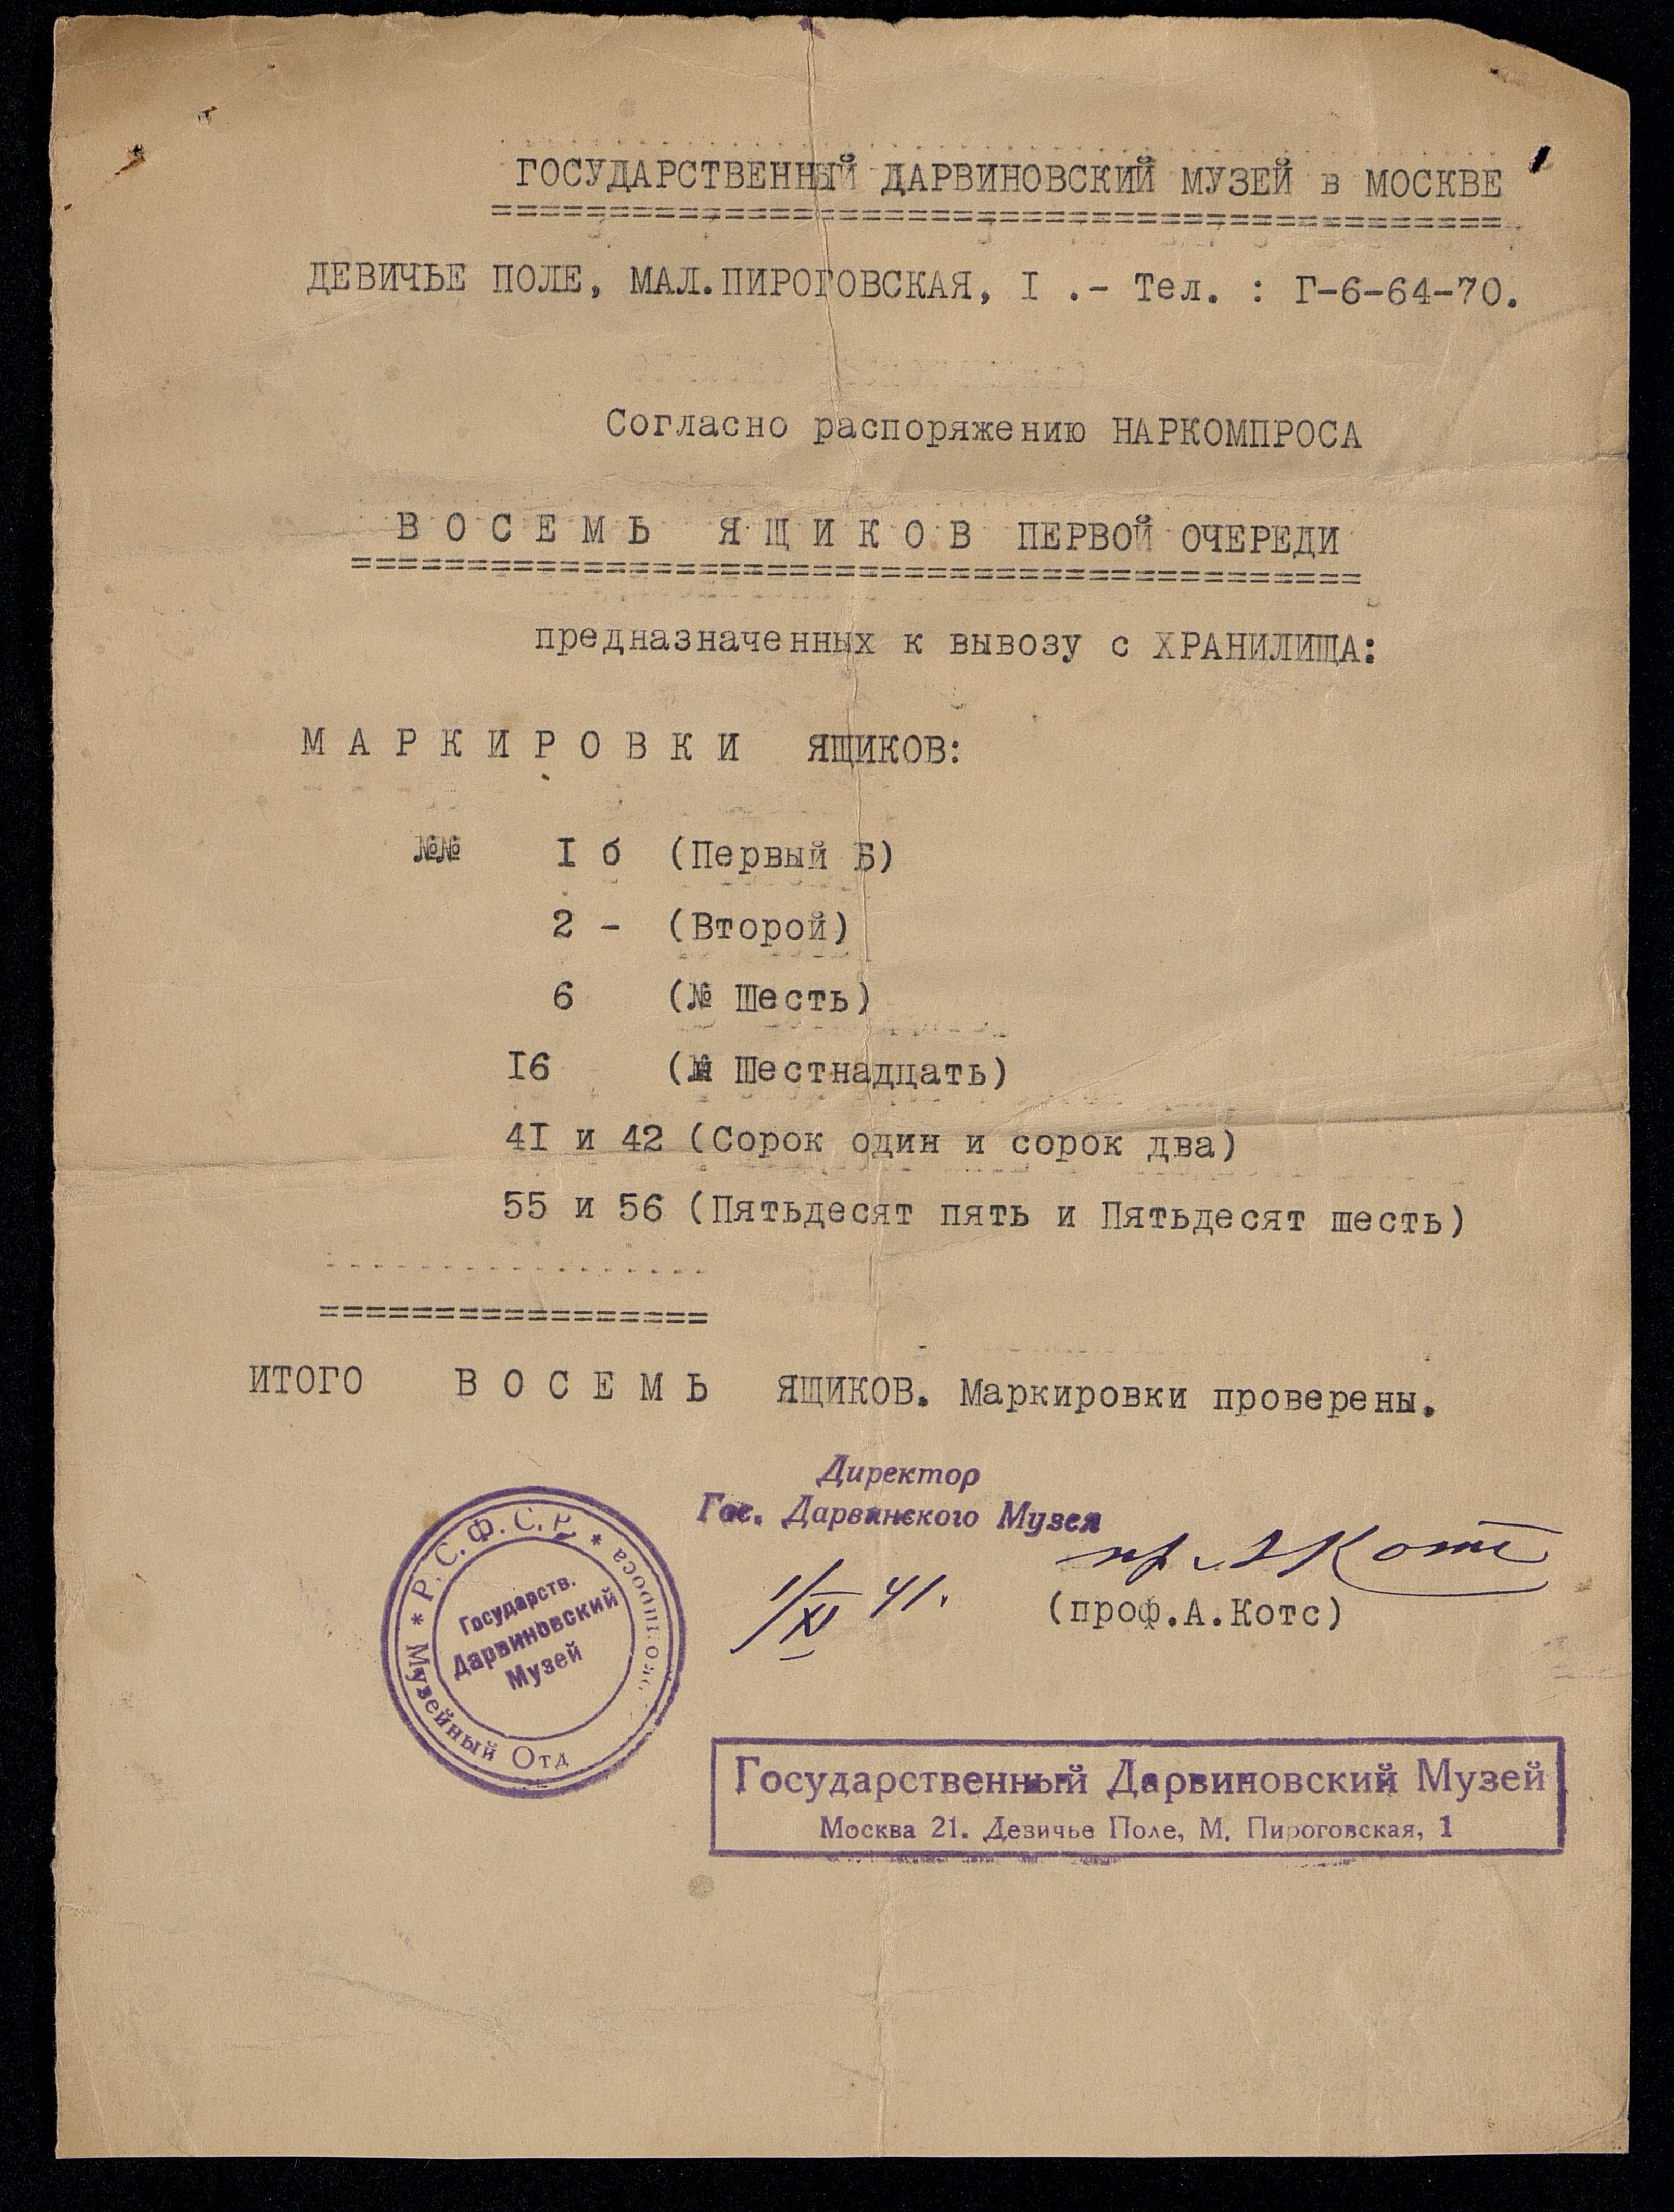 ГОСУДАРСТВЕННЫЙ ДАРВИНОВСКИЙ МУЗЕЙ в МОСКВЕ
============================================
ДЕВИЧЬЕ ПОЛЕ, МАЛ.ПИРОГОВСКАЯ, I .- Тел. : Г-6-64-70.
Согласно распоряжению НАРКОМПРОСА
В О С Е М Ь Я Щ И К О В ПЕРВОЙ ОЧЕРЕДИ
============================================
предназначенных к вывозу с ХРАНИЛИЩА:
М А Р К И Р О В К И ЯЩИКОВ:
№№ I б (Первый Б)
2 - (Второй)
6 (№ Шесть)
I6 (№ Шестнадцать)
4I и 42 (Сорок один и сорок два)
55 и 56 (Пятьдесят пять и Пятьдесят шесть)
=================
ИТОГО В О С Е М Ь ЯЩИКОВ. Маркировки проверены.
Директор
Гос. Дарвинского Музея
пр. А Котс
1/XI 41.
(проф.А.Котс)
* Р.С.Ф.С.Р. *
Музейный Отд
Государств.
Дарвиновский
Музей
Государственный Дарвиновский Музей
Москва 21. Девичье Поле, М. Пироговская, 1